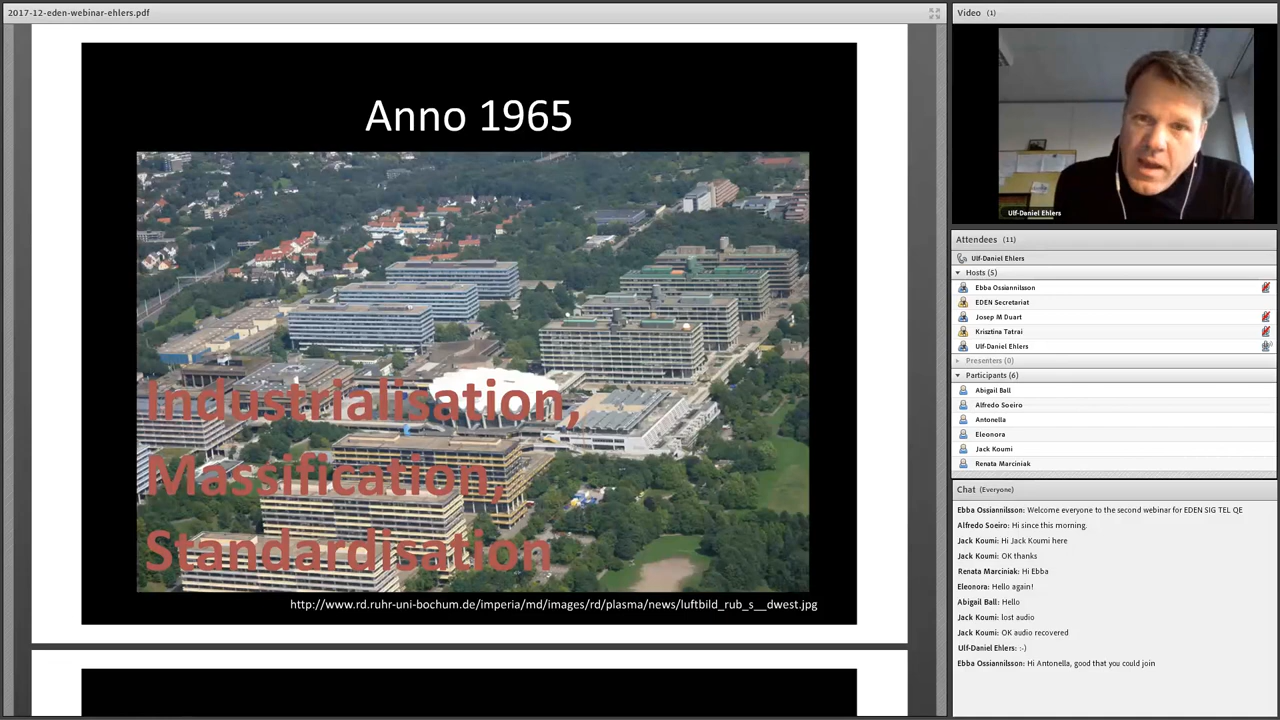 2017-12-eden-webinar-ehlers.pdf
Anno 1965
Industrialisation,
Massification,
Standardisation
http://www.rd.ruhr-uni-bochum.de/imperia/md/images/rd/plasma/news/luftbild_rub_s__dwest.jpg
Video (1)
Ulf-Daniel Ehlers
Attendees (11)
Ulf-Daniel Ehlers
Hosts (5)
Ebba Ossiannilsson
EDEN Secretariat
Josep M Duart
Krisztina Tatrai
Ulf-Daniel Ehlers
Presenters (0)
Participants (6)
Abigail Ball
Alfredo Soeiro
Antonella
Eleonora
Jack Koumi
Renata Marciniak
Chat (Everyone)
Ebba Ossiannilsson: Welcome everyone to the second webinar for EDEN SIG TEL QE
Alfredo Soeiro: Hi since this morning.
Jack Koumi: Hi Jack Koumi here
Jack Koumi: OK thanks
Renata Marciniak: Hi Ebba
Eleonora: Hello again!
Abigail Ball: Hello
Jack Koumi: lost audio
Jack Koumi: OK audio recovered
Ulf-Daniel Ehlers: :-)
Ebba Ossiannilsson: Hi Antonella, good that you could join